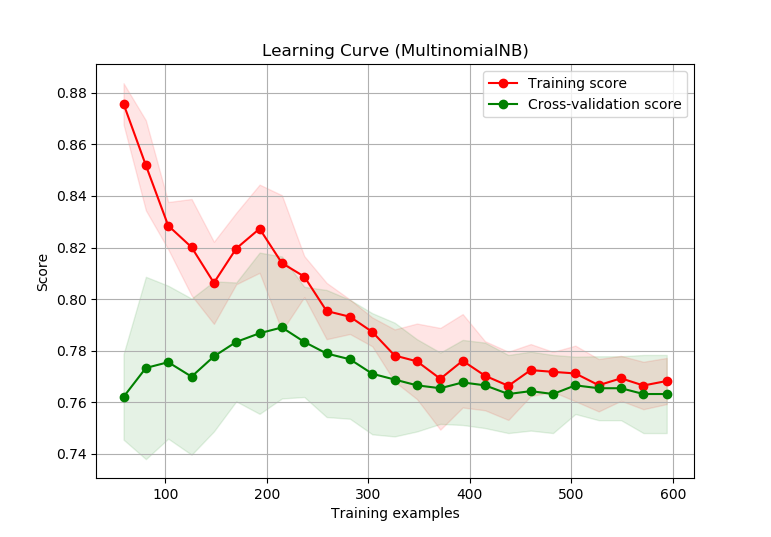 Learning Curve (MultinomialNB)
Training score
Cross-validation score
0.88
0.86
0.84
0.82
0.80
0.78
0.76
0.74
Score
100 200 300 400 500 600
Training examples